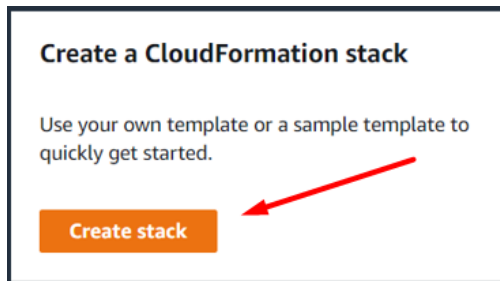 Create a CloudFormation stack
Use your own template or a sample template to
quickly get started.
Create stack